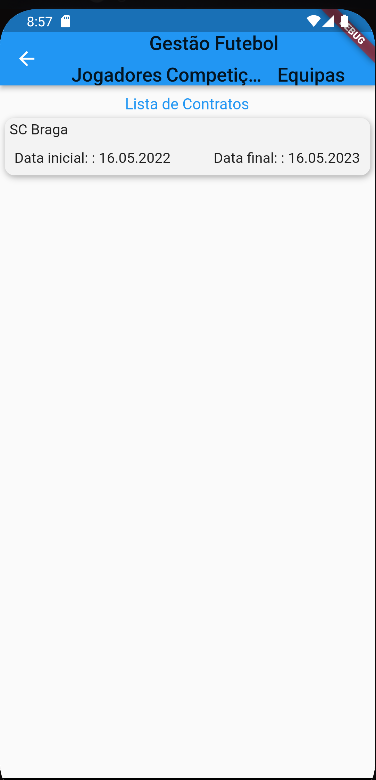 8:57
DEBUG
Gestão Futebol
Jogadores Competiç... Equipas
Lista de Contratos
SC Braga
Data inicial: : 16.05.2022 Data final: : 16.05.2023